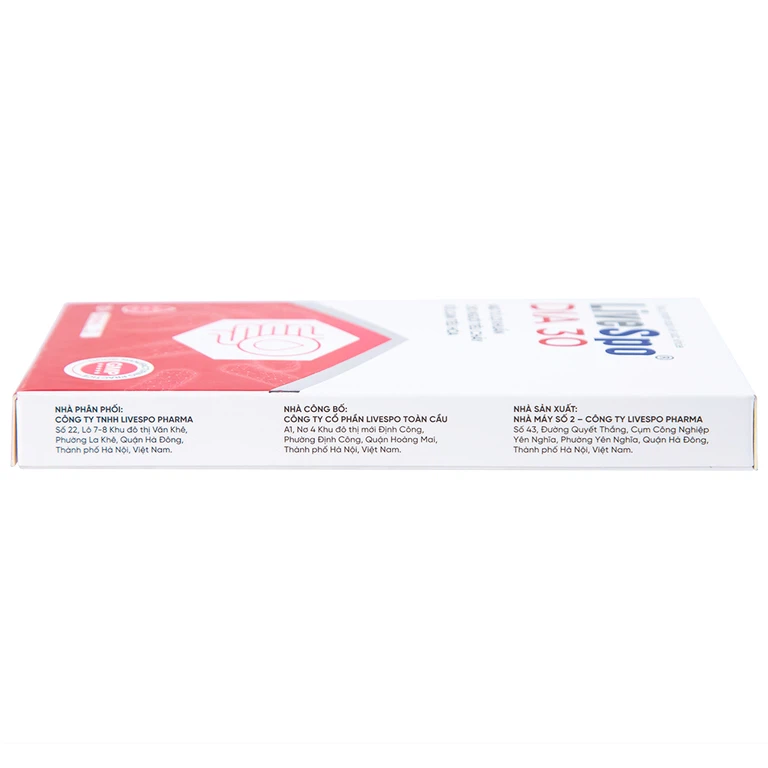 LiveSpo®
DIA 30
NHÀ PHÂN PHỐI:
CÔNG TY TNHH LIVESPO PHARMA
Số 22, Lô 7-8 Khu đô thị Văn Khê,
Phường La Khê, Quận Hà Đông,
Thành phố Hà Nội, Việt Nam.
NHÀ CÔNG BỐ:
CÔNG TY CỔ PHẦN LIVESPO TOÀN CẦU
A1, Nơ 4 Khu đô thị mới Định Công,
Phường Định Công, Quận Hoàng Mai,
Thành phố Hà Nội, Việt Nam.
NHÀ SẢN XUẤT:
NHÀ MÁY SỐ 2 – CÔNG TY LIVESPO PHARMA
Số 43, Đường Quyết Thắng, Cụm Công Nghiệp
Yên Nghĩa, Phường Yên Nghĩa, Quận Hà Đông,
Thành phố Hà Nội, Việt Nam.